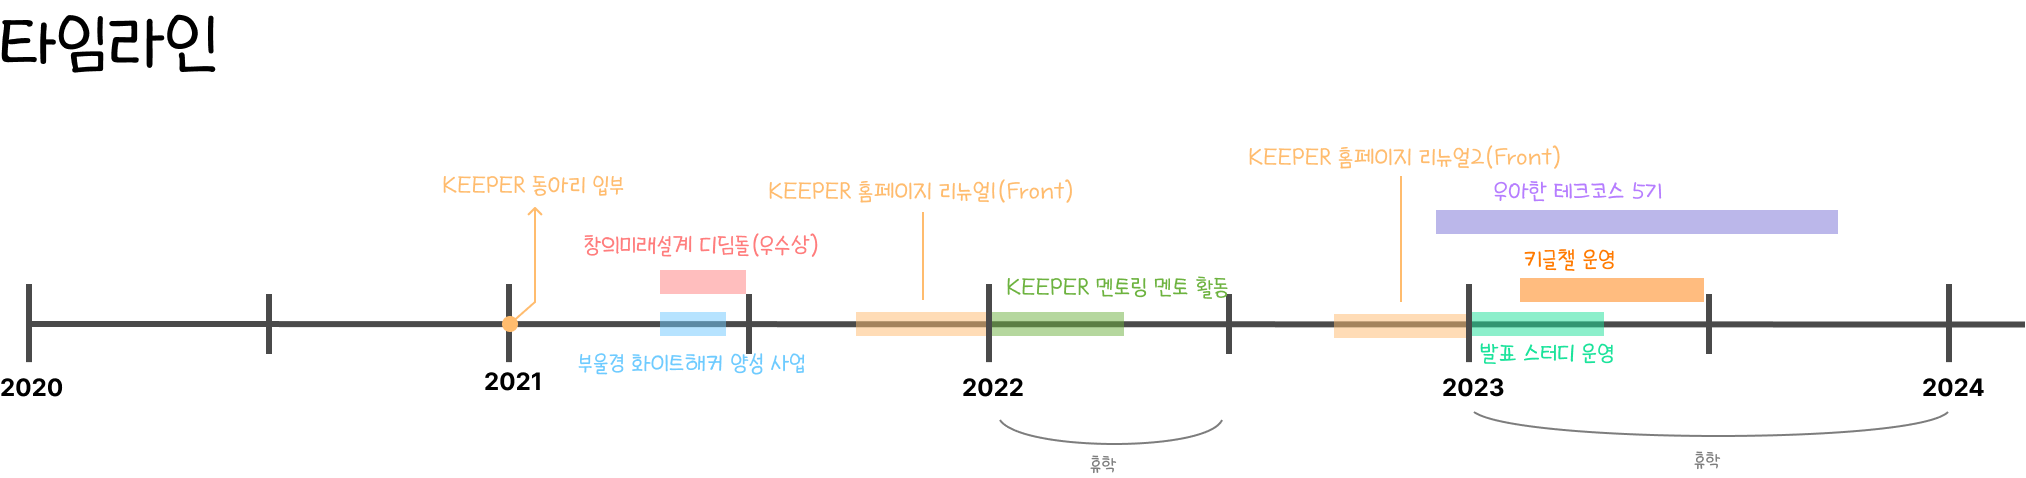 타임라인
KEEPER 홈페이지 리뉴얼2(Front)
KEEPER 동아리 입부
KEEPER 홈페이지 리뉴얼1(Front)
우아한 테크코스 5기
창의미래설계 디딤돌(우수상)
키글챌 운영
KEEPER 멘토링 멘토 활동
부울경 화이트해커 양성 사업
발표 스터디 운영
2020
2021
2022
2023
2024
휴학
휴학